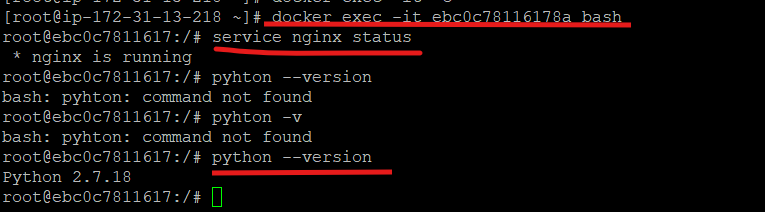 [root@ip-172-31-13-218 ~]# docker exec -it ebc0c78116178a bash
root@ebc0c7811617:/# service nginx status
 * nginx is running
root@ebc0c7811617:/# pyhton --version
bash: pyhton: command not found
root@ebc0c7811617:/# pyhton -v
bash: pyhton: command not found
root@ebc0c7811617:/# python --version
Python 2.7.18
root@ebc0c7811617:/#